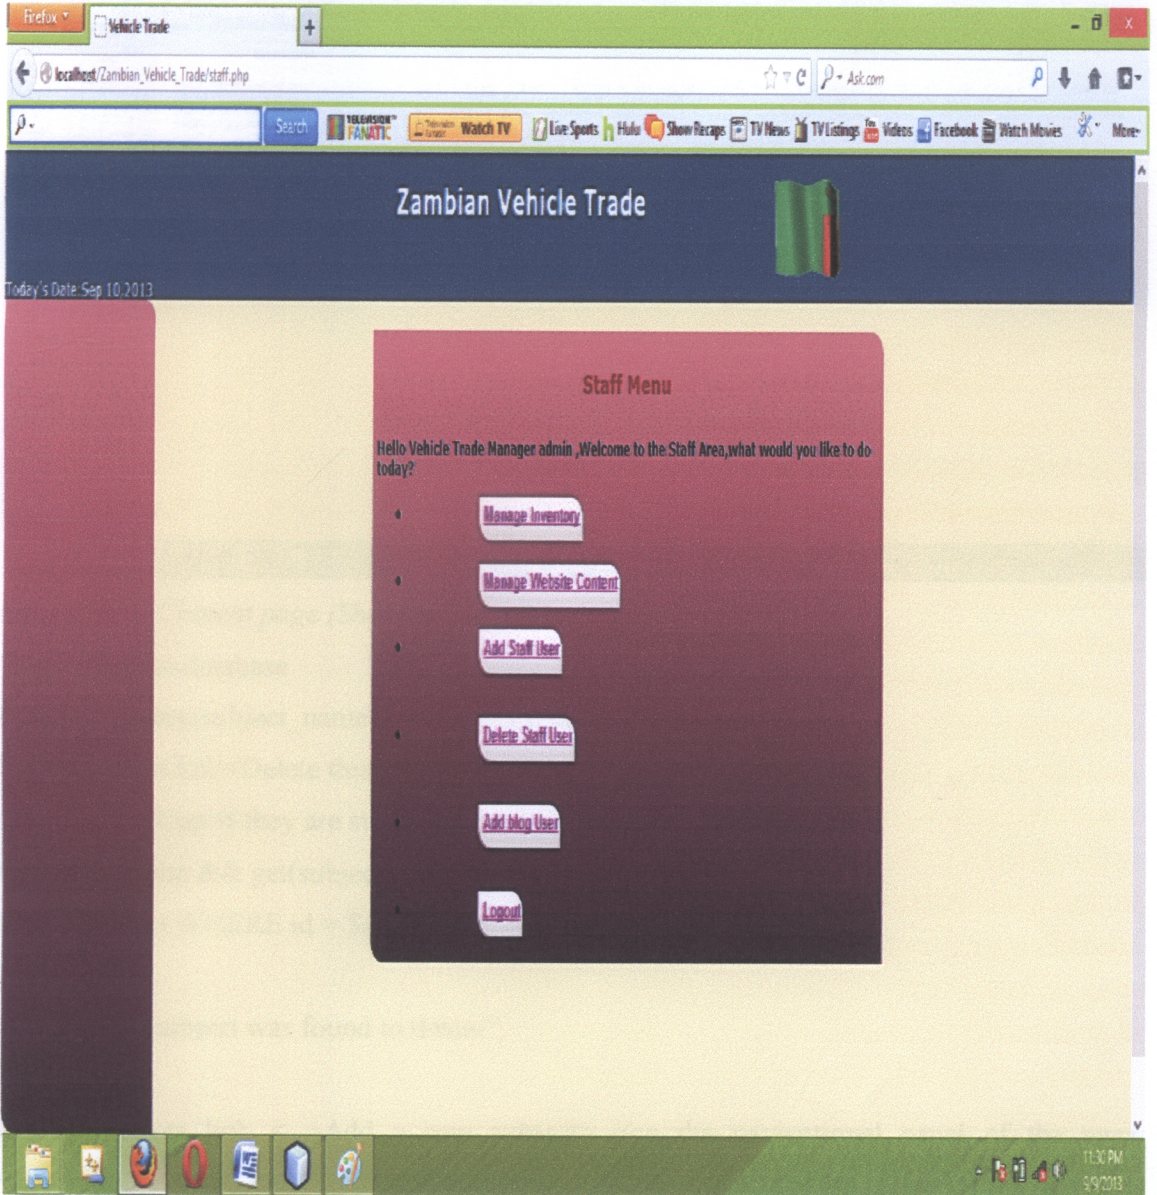 Firefox
Vehicle Trade
localhost/Zambian_Vehicle_Trade/staff.php
Ask.com
Search TELEVISION FANATIC Watch TV Live Sports Hulu Show Recaps TV News TV Listings Videos Facebook Watch Movies More
Zambian Vehicle Trade
Today's Date:Sep 10,2013
Staff Menu
Hello Vehicle Trade Manager admin ,Welcome to the Staff Area,what would you like to do
today?
Manage Inventory
Manage Website Content
Add Staff User
Delete Staff User
Add blog User
Logout
11:30 PM
9/9/2013